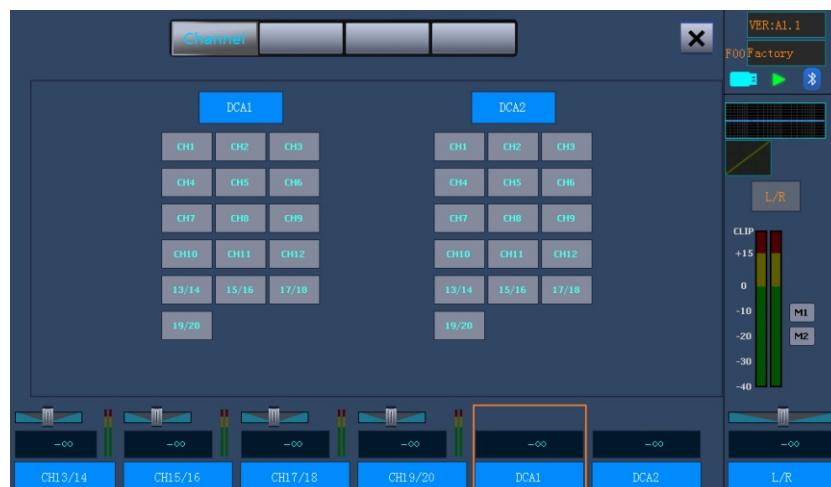 Channel
VER:A1.1
F00 Factory
DCA1 DCA2
CH1 CH2 CH3 CH1 CH2 CH3
CH4 CH5 CH6 CH4 CH5 CH6
CH7 CH8 CH9 CH7 CH8 CH9
CH10 CH11 CH12 CH10 CH11 CH12
13/14 15/16 17/18 13/14 15/16 17/18
19/20 19/20
L/R
CLIP
+15
0
-10 M1
-20 M2
-30
-40
-∞ -∞ -∞ -∞ -∞ -∞ -∞
CH13/14 CH15/16 CH17/18 CH19/20 DCA1 DCA2 L/R